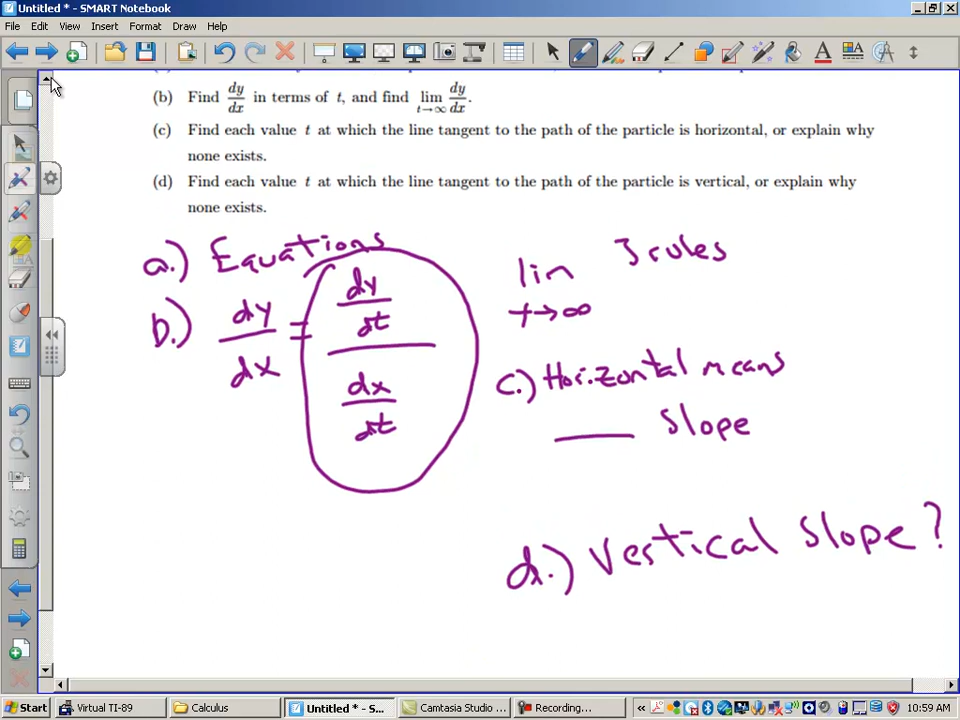 Untitled * - SMART Notebook
File Edit View Insert Format Draw Help
(b) Find dy/dx in terms of t, and find lim t→∞ dy/dx.
(c) Find each value t at which the line tangent to the path of the particle is horizontal, or explain why
none exists.
(d) Find each value t at which the line tangent to the path of the particle is vertical, or explain why
none exists.
a.) Equations
b.) dy/dx = dy/dt / dx/dt
lim t→∞
3 rules
c.) Horizontal means
____ slope
d.) Vertical slope?
Start Virtual TI-89 Calculus Untitled * - S... Camtasia Studio ... Recording... « 10:59 AM